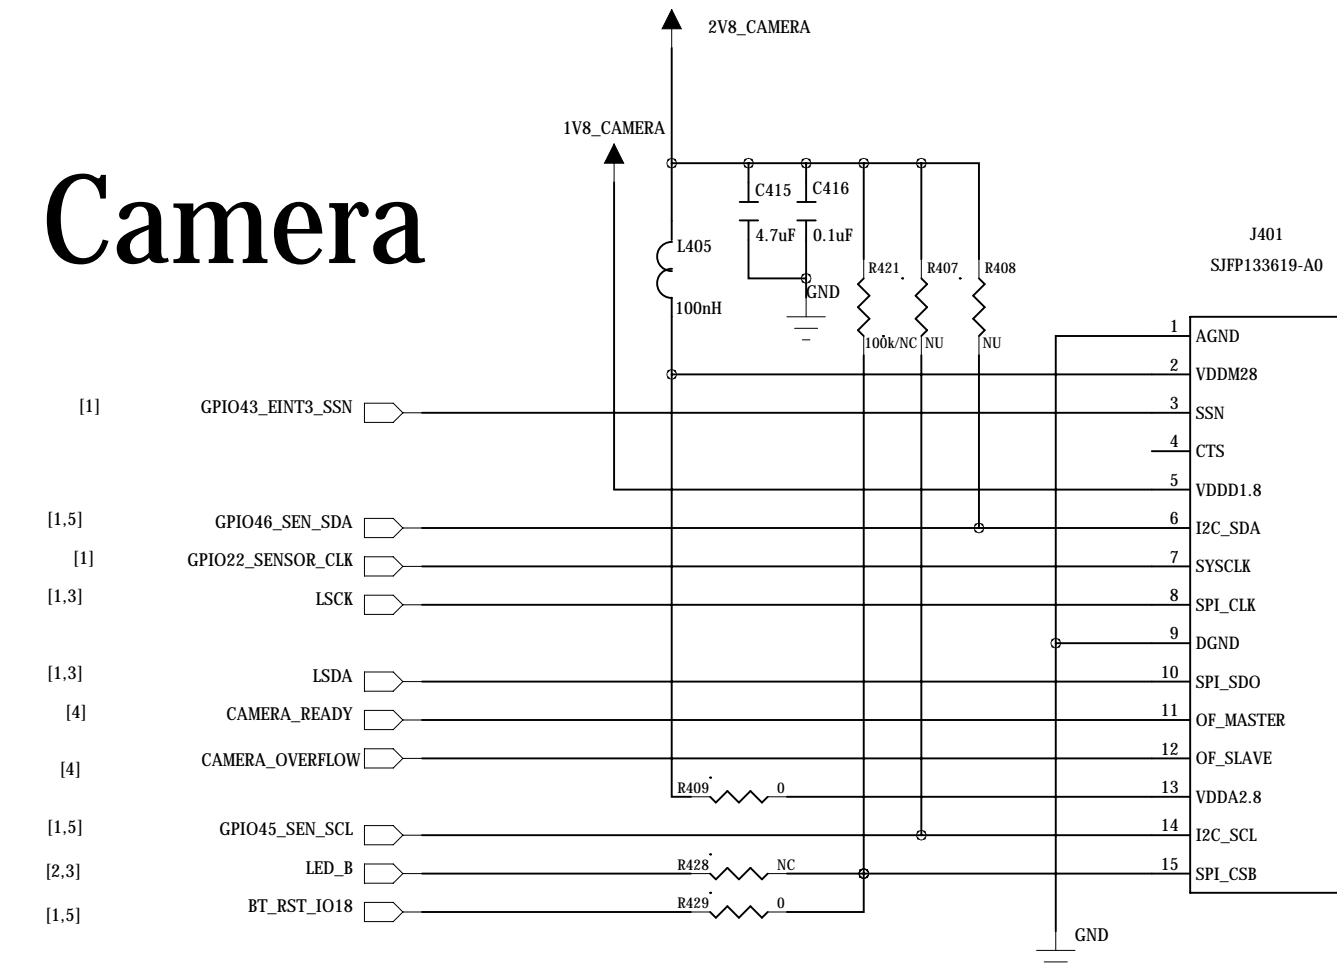 2V8_CAMERA
1V8_CAMERA
Camera
C415 C416
4.7uF 0.1uF
J401
SJFP133619-A0
L405
100nH
GND
R421 R407 R408
100k/NC NU NU
1 AGND
2 VDDM28
[1] GPIO43_EINT3_SSN 3 SSN
4 CTS
5 VDDD1.8
[1,5] GPIO46_SEN_SDA 6 I2C_SDA
[1] GPIO22_SENSOR_CLK 7 SYSCLK
[1,3] LSCK 8 SPI_CLK
9 DGND
[1,3] LSDA 10 SPI_SDO
[4] CAMERA_READY 11 OF_MASTER
[4] CAMERA_OVERFLOW 12 OF_SLAVE
R409 0 13 VDDA2.8
[1,5] GPIO45_SEN_SCL 14 I2C_SCL
[2,3] LED_B R428 NC 15 SPI_CSB
[1,5] BT_RST_IO18 R429 0
GND